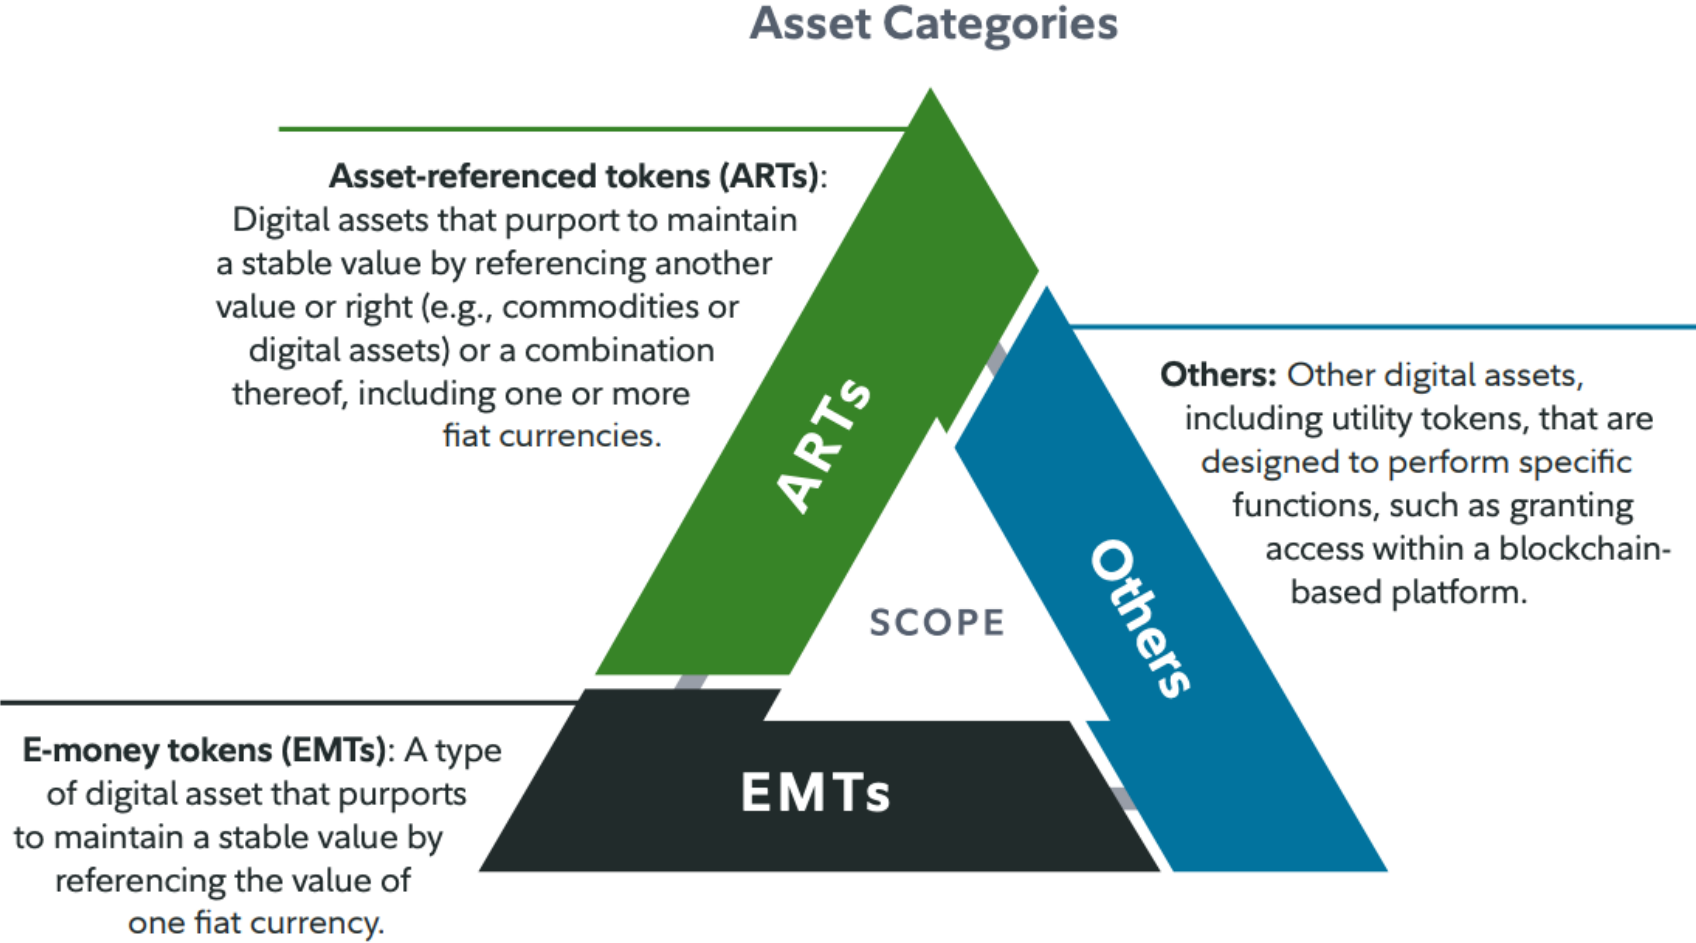 Asset Categories
Asset-referenced tokens (ARTs):
Digital assets that purport to maintain
a stable value by referencing another
value or right (e.g., commodities or
digital assets) or a combination
thereof, including one or more
fiat currencies.
ARTs
Others: Other digital assets,
including utility tokens, that are
designed to perform specific
functions, such as granting
access within a blockchain-
based platform.
Others
SCOPE
E-money tokens (EMTs): A type
of digital asset that purports
to maintain a stable value by
referencing the value of
one fiat currency.
EMTs